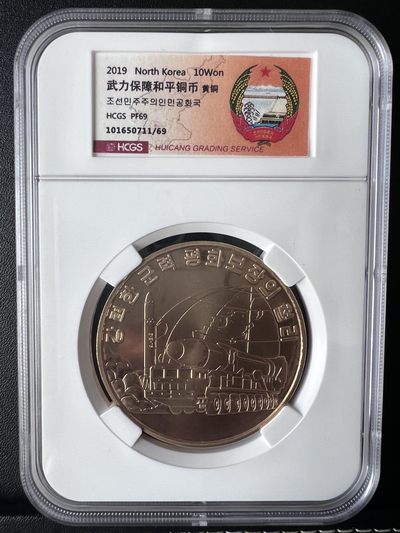 2019 North Korea 10Won
武力保障和平铜币 黄铜
조선민주주의인민공화국
HCGS PF69
101650711/69
HCGS HUICANG GRADING SERVICE
강력한 군력 평화보장의 담보